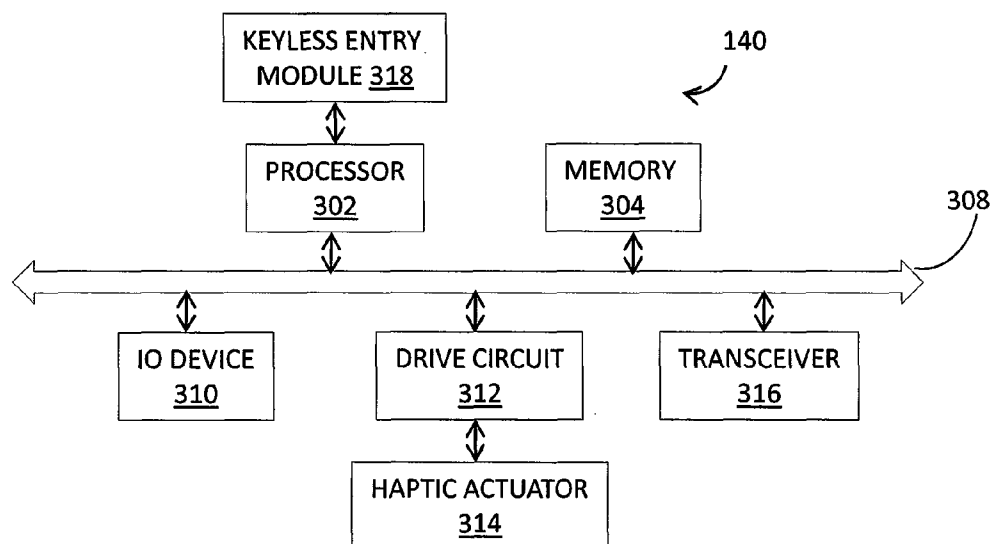 KEYLESS ENTRY
MODULE 318
140
PROCESSOR
302
MEMORY
304
308
IO DEVICE
310
DRIVE CIRCUIT
312
TRANSCEIVER
316
HAPTIC ACTUATOR
314